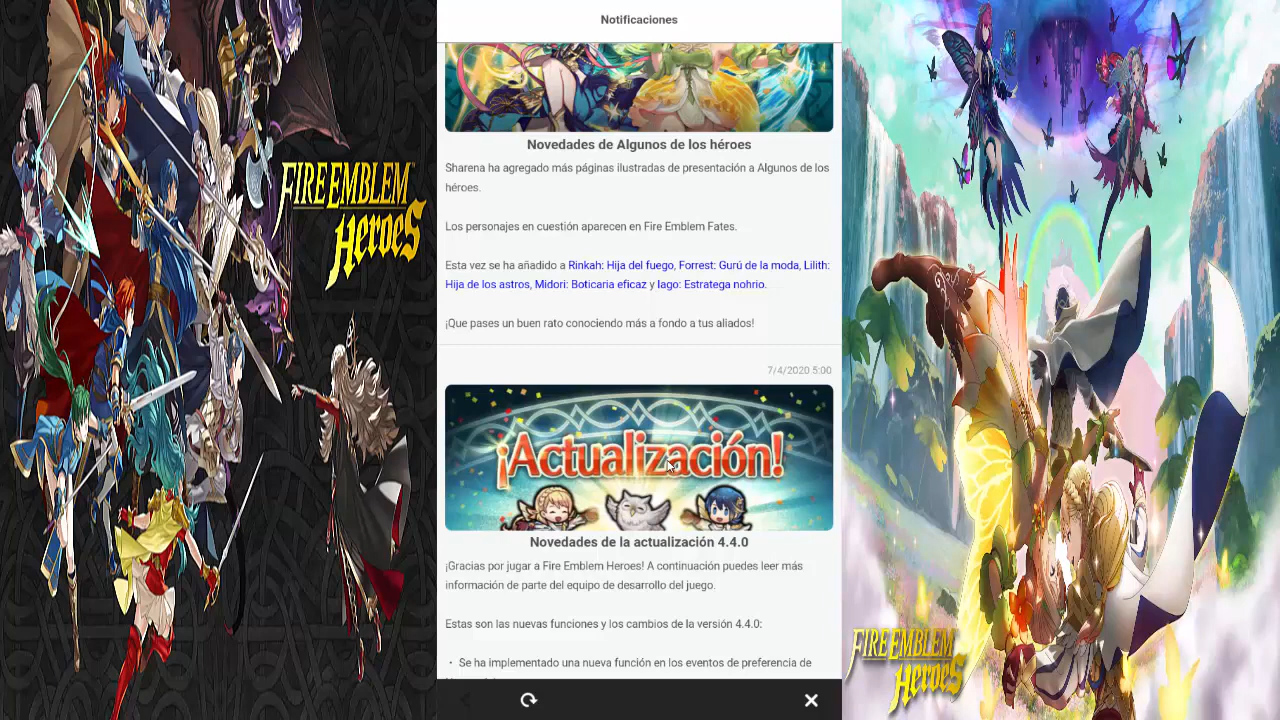 Notificaciones
FIRE EMBLEM™
Heroes
Novedades de Algunos de los héroes
Sharena ha agregado más páginas ilustradas de presentación a Algunos de los
héroes.
Los personajes en cuestión aparecen en Fire Emblem Fates.
Esta vez se ha añadido a Rinkah: Hija del fuego, Forrest: Gurú de la moda, Lilith:
Hija de los astros, Midori: Boticaria eficaz y Iago: Estratega nohrio.
¡Que pases un buen rato conociendo más a fondo a tus aliados!
7/4/2020 5:00
¡Actualización!
Novedades de la actualización 4.4.0
¡Gracias por jugar a Fire Emblem Heroes! A continuación puedes leer más
información de parte del equipo de desarrollo del juego.
Estas son las nuevas funciones y los cambios de la versión 4.4.0:
• Se ha implementado una nueva función en los eventos de preferencia de
FIRE EMBLEM
Heroes